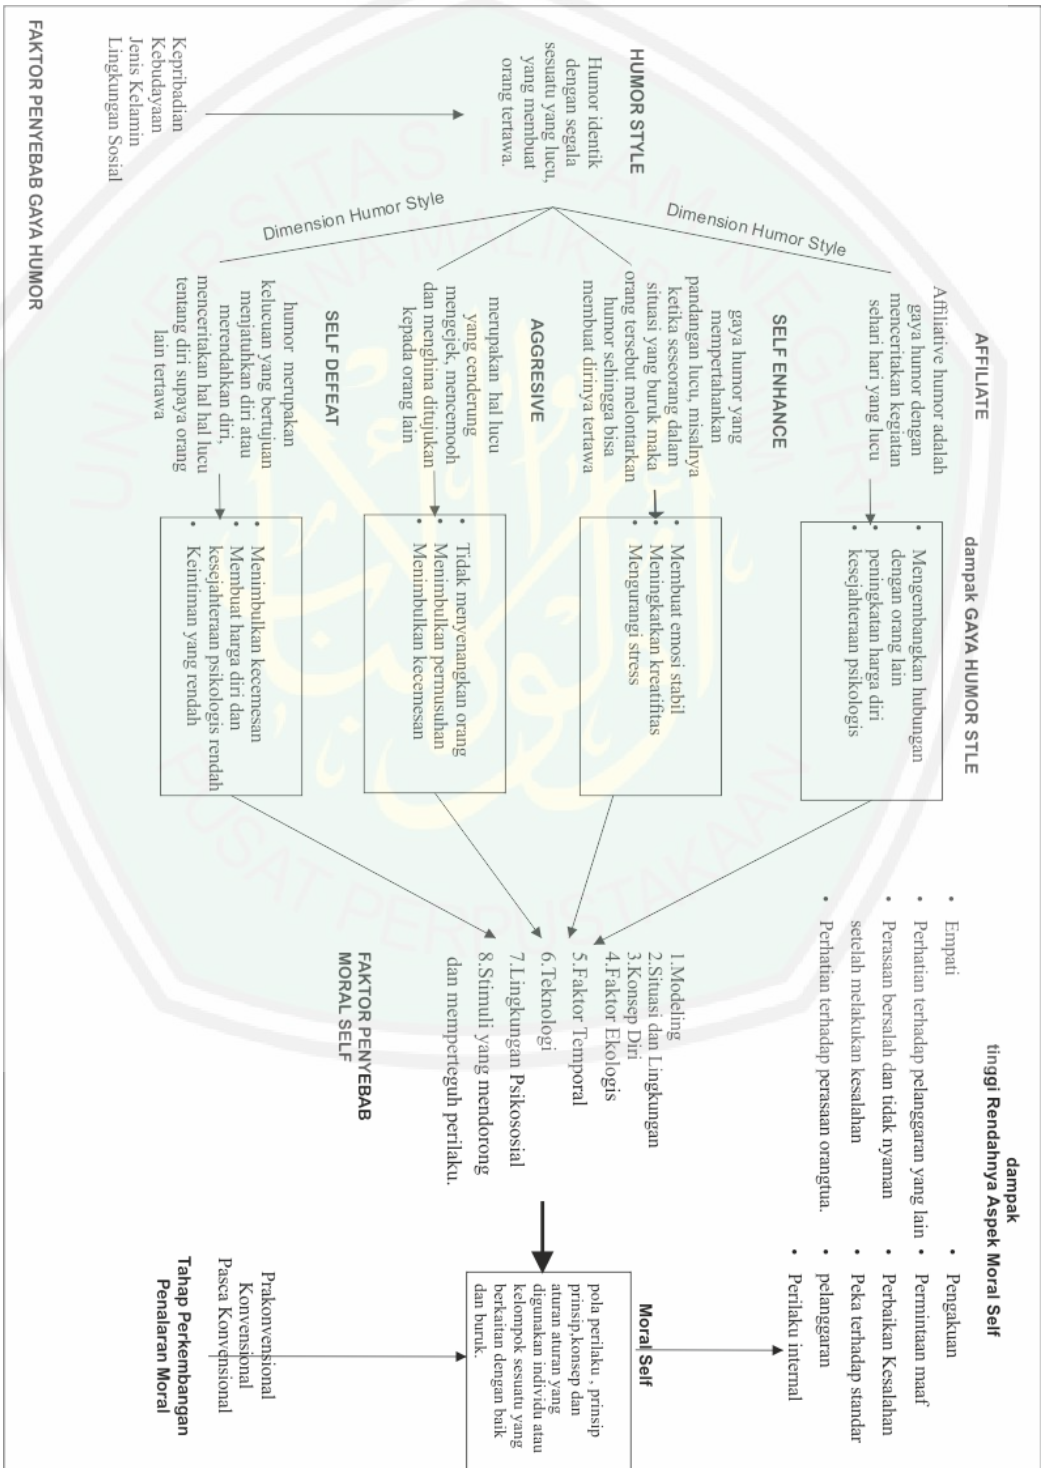 FAKTOR PENYEBAB GAYA HUMOR
Kepribadian
Kebudayaan
Jenis Kelamin
Lingkungan Sosial
HUMOR STYLE
Humor identik
dengan segala
sesuatu yang lucu,
yang membuat
orang tertawa.
Dimension Humor Style
Dimension Humor Style
AFFILIATE
Affiliative humor adalah
gaya humor dengan
menceritakan kegiatan
sehari hari yang lucu
SELF ENHANCE
gaya humor yang
mempertahankan
pandangan lucu, misalnya
ketika seseorang dalam
situasi yang buruk maka
orang tersebut melontarkan
humor sehingga bisa
membuat dirinya tertawa
AGGRESIVE
merupakan hal lucu
yang cenderung
mengejek, mencemooh
dan menghina ditujukan
kepada orang lain
SELF DEFEAT
humor merupakan
kelucuan yang bertujuan
menjatuhkan diri atau
merendahkan diri,
menceritakan hal hal lucu
tentang diri supaya orang
lain tertawa
dampak GAYA HUMOR STLE
• Mengembangkan hubungan
dengan orang lain
• peningkatan harga diri
• kesejahteraan psikologis
• Membuat emosi stabil
• Meningkatkan kreatifitas
• Mengurangi stress
• Tidak menyenangkan orang
• Menimbulkan permusuhan
• Menimbulkan kecemesan
• Menimbulkan kecemesan
• Membuat harga diri dan
• kesejahteraan psikologis rendah
• Keintiman yang rendah
1.Modeling
2.Situasi dan Lingkungan
3.Konsep Diri
4.Faktor Ekologis
5.Faktor Temporal
6.Teknologi
7.Lingkungan Psikososial
8.Stimuli yang mendorong
dan memperteguh perilaku.
FAKTOR PENYEBAB
MORAL SELF
dampak
tinggi Rendahnya Aspek Moral Self
• Empati
• Perhatian terhadap pelanggaran yang lain
• Perasaan bersalah dan tidak nyaman
setelah melakukan kesalahan
• Perhatian terhadap perasaan orangtua.
• Pengakuan
• Permintaan maaf
• Perbaikan Kesalahan
• Peka terhadap standar
• pelanggaran
• Perilaku internal
Moral Self
pola perilaku , prinsip
prinsip,konsep dan
aturan aturan yang
digunakan individu atau
kelompok sesuatu yang
berkaitan dengan baik
dan buruk.
Prakonvensional
Konvensional
Pasca Konvensional
Tahap Perkembangan
Penalaran Moral
PUSAT PERPUSTAKAAN